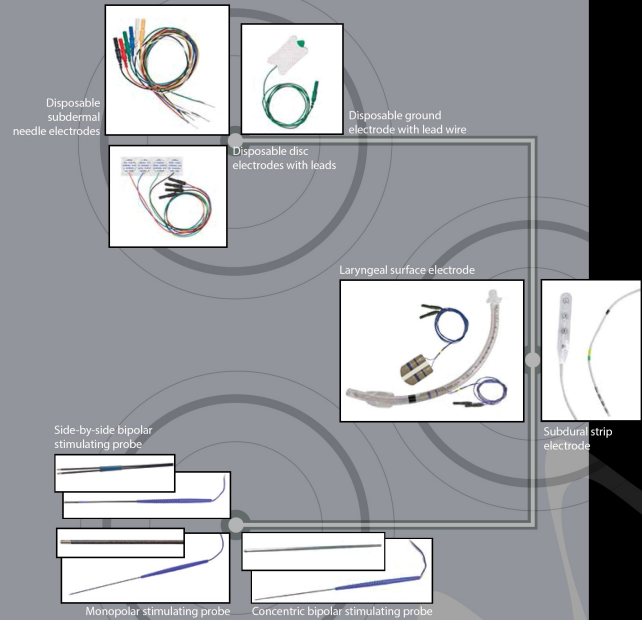 Disposable
subdermal
needle electrodes
Disposable ground
electrode with lead wire
Disposable disc
electrodes with leads
Laryngeal surface electrode
Subdural strip
electrode
Side-by-side bipolar
stimulating probe
Monopolar stimulating probe
Concentric bipolar stimulating probe